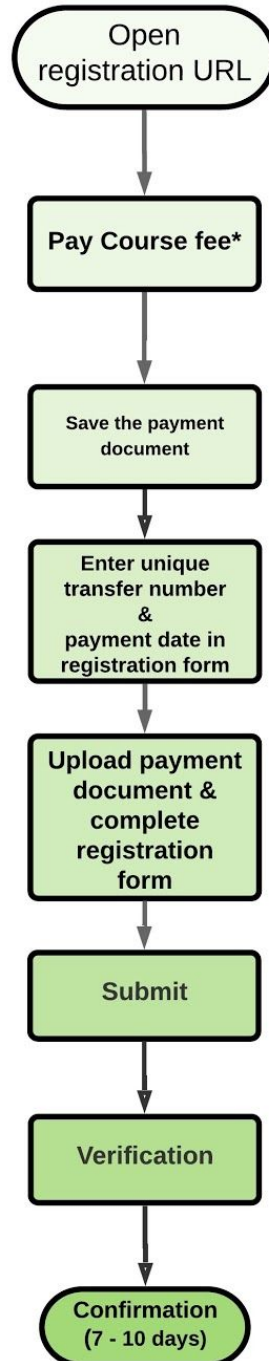 Open
registration URL
Pay Course fee*
Save the payment
document
Enter unique
transfer number
&
payment date in
registration form
Upload payment
document &
complete
registration
form
Submit
Verification
Confirmation
(7 - 10 days)